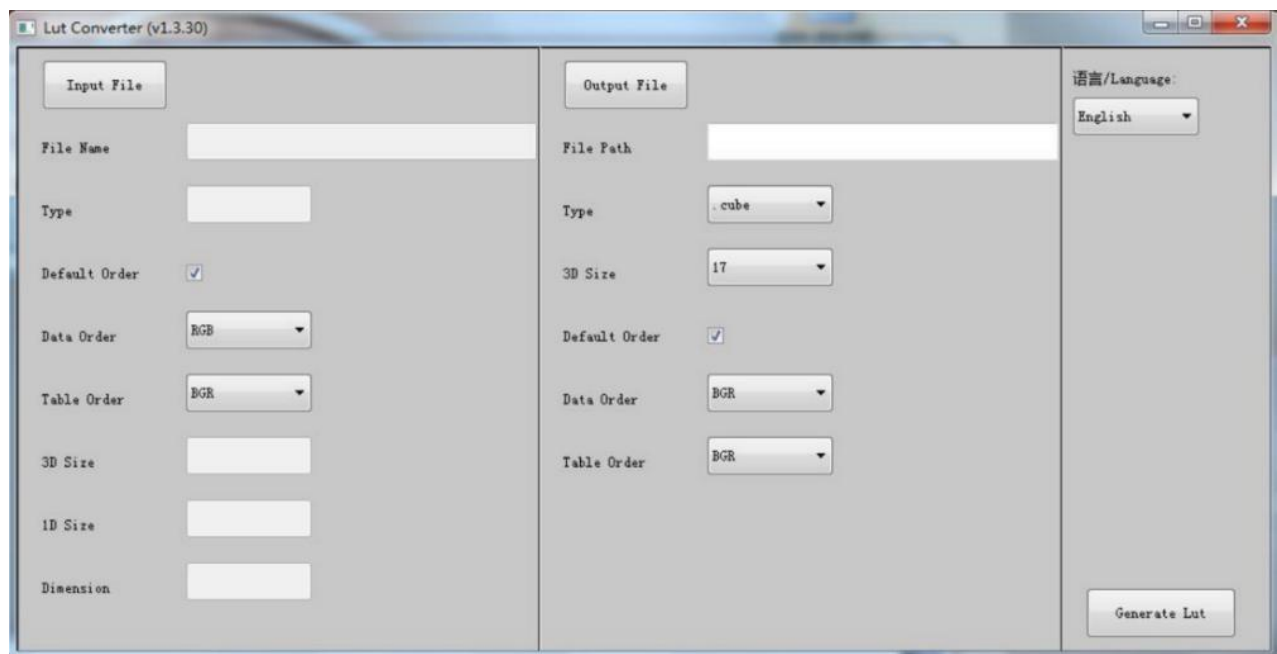 Lut Converter (v1.3.30)
Input File
File Name
Type
Default Order
Data Order
RGB
Table Order
BGR
3D Size
1D Size
Dimension
Output File
File Path
Type
.cube
3D Size
17
Default Order
Data Order
BGR
Table Order
BGR
语言/Language:
English
Generate Lut